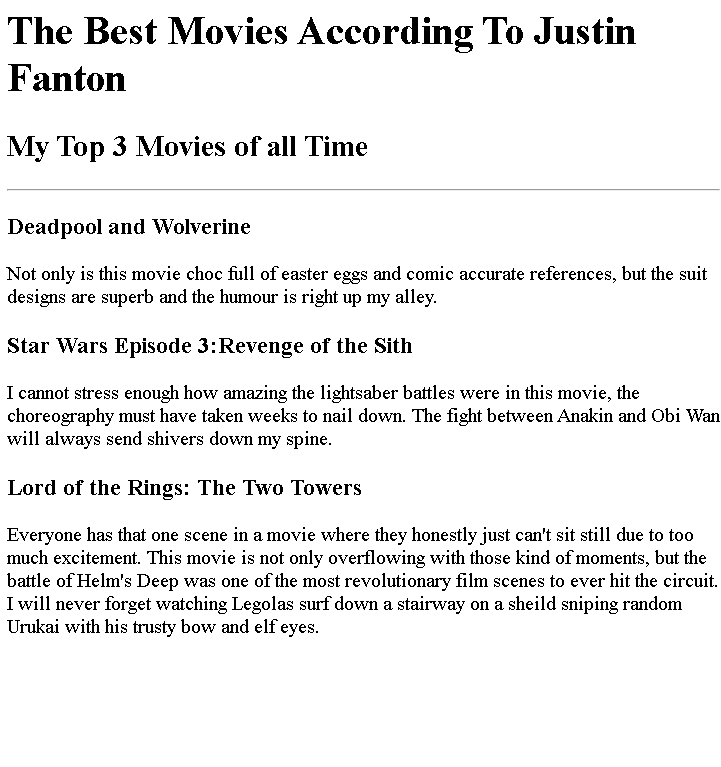 The Best Movies According To Justin
Fanton
My Top 3 Movies of all Time
Deadpool and Wolverine
Not only is this movie choc full of easter eggs and comic accurate references, but the suit
designs are superb and the humour is right up my alley.
Star Wars Episode 3:Revenge of the Sith
I cannot stress enough how amazing the lightsaber battles were in this movie, the
choreography must have taken weeks to nail down. The fight between Anakin and Obi Wan
will always send shivers down my spine.
Lord of the Rings: The Two Towers
Everyone has that one scene in a movie where they honestly just can't sit still due to too
much excitement. This movie is not only overflowing with those kind of moments, but the
battle of Helm's Deep was one of the most revolutionary film scenes to ever hit the circuit.
I will never forget watching Legolas surf down a stairway on a sheild sniping random
Urukai with his trusty bow and elf eyes.